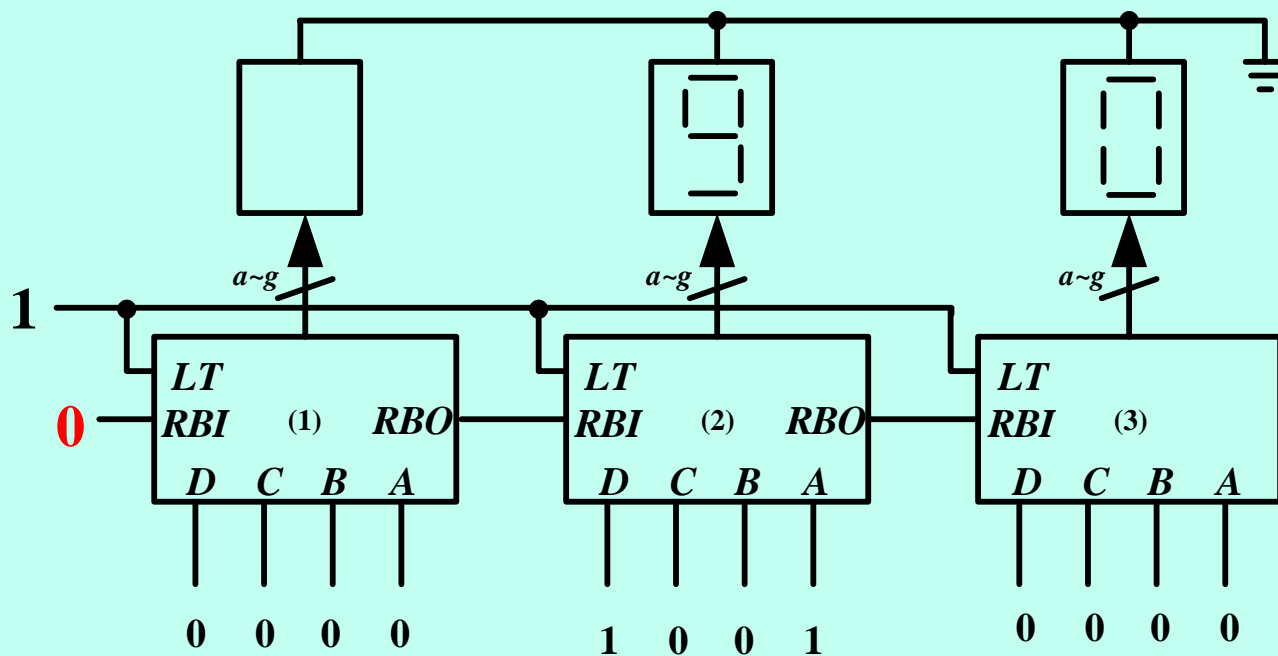 a~g a~g a~g
1
LT LT LT
0 RBI (1) RBO RBI (2) RBO RBI (3)
D C B A D C B A D C B A
0 0 0 0 1 0 0 1 0 0 0 0